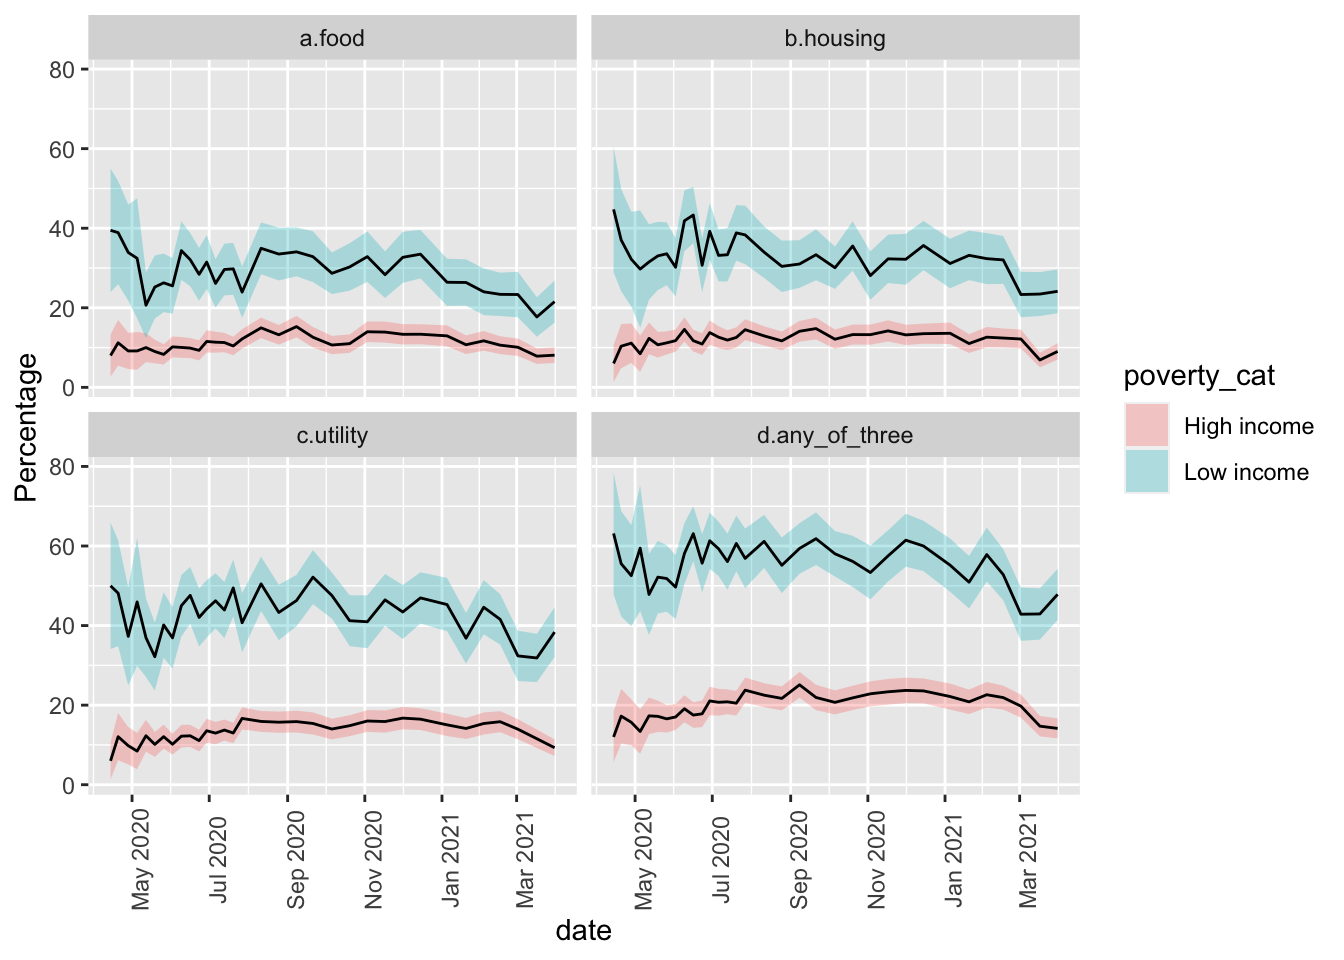 a.food
b.housing
80
60
40
20
0
c.utility
d.any_of_three
80
60
40
20
0
Percentage
May 2020
Jul 2020
Sep 2020
Nov 2020
Jan 2021
Mar 2021
May 2020
Jul 2020
Sep 2020
Nov 2020
Jan 2021
Mar 2021
date
poverty_cat
High income
Low income